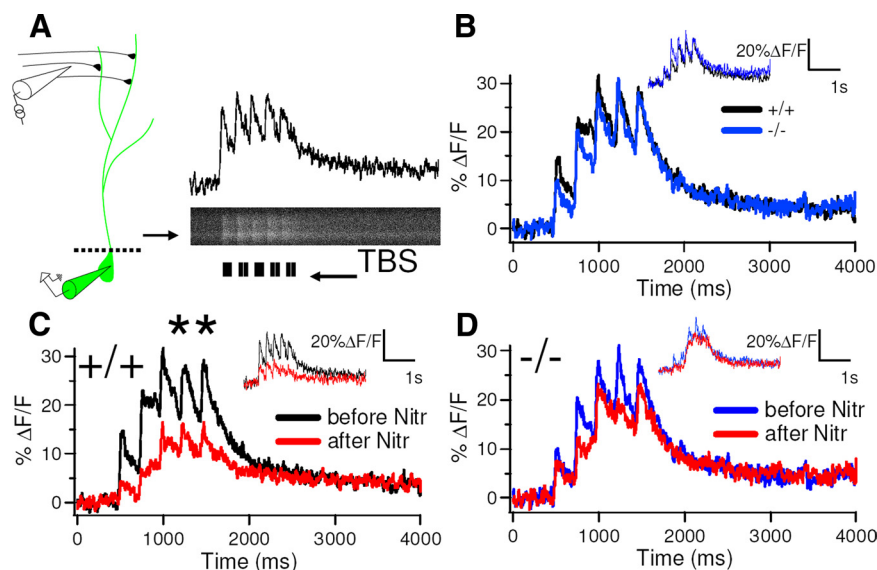 A
TBS
B
20%ΔF/F
1s
+/+
-/-
% ΔF/F
30
20
10
0
0 1000 2000 3000 4000
Time (ms)
C
+/+
**
20%ΔF/F
1s
before Nitr
after Nitr
% ΔF/F
30
20
10
0
0 1000 2000 3000 4000
Time (ms)
D
-/-
20%ΔF/F
1s
before Nitr
after Nitr
% ΔF/F
30
20
10
0
0 1000 2000 3000 4000
Time (ms)